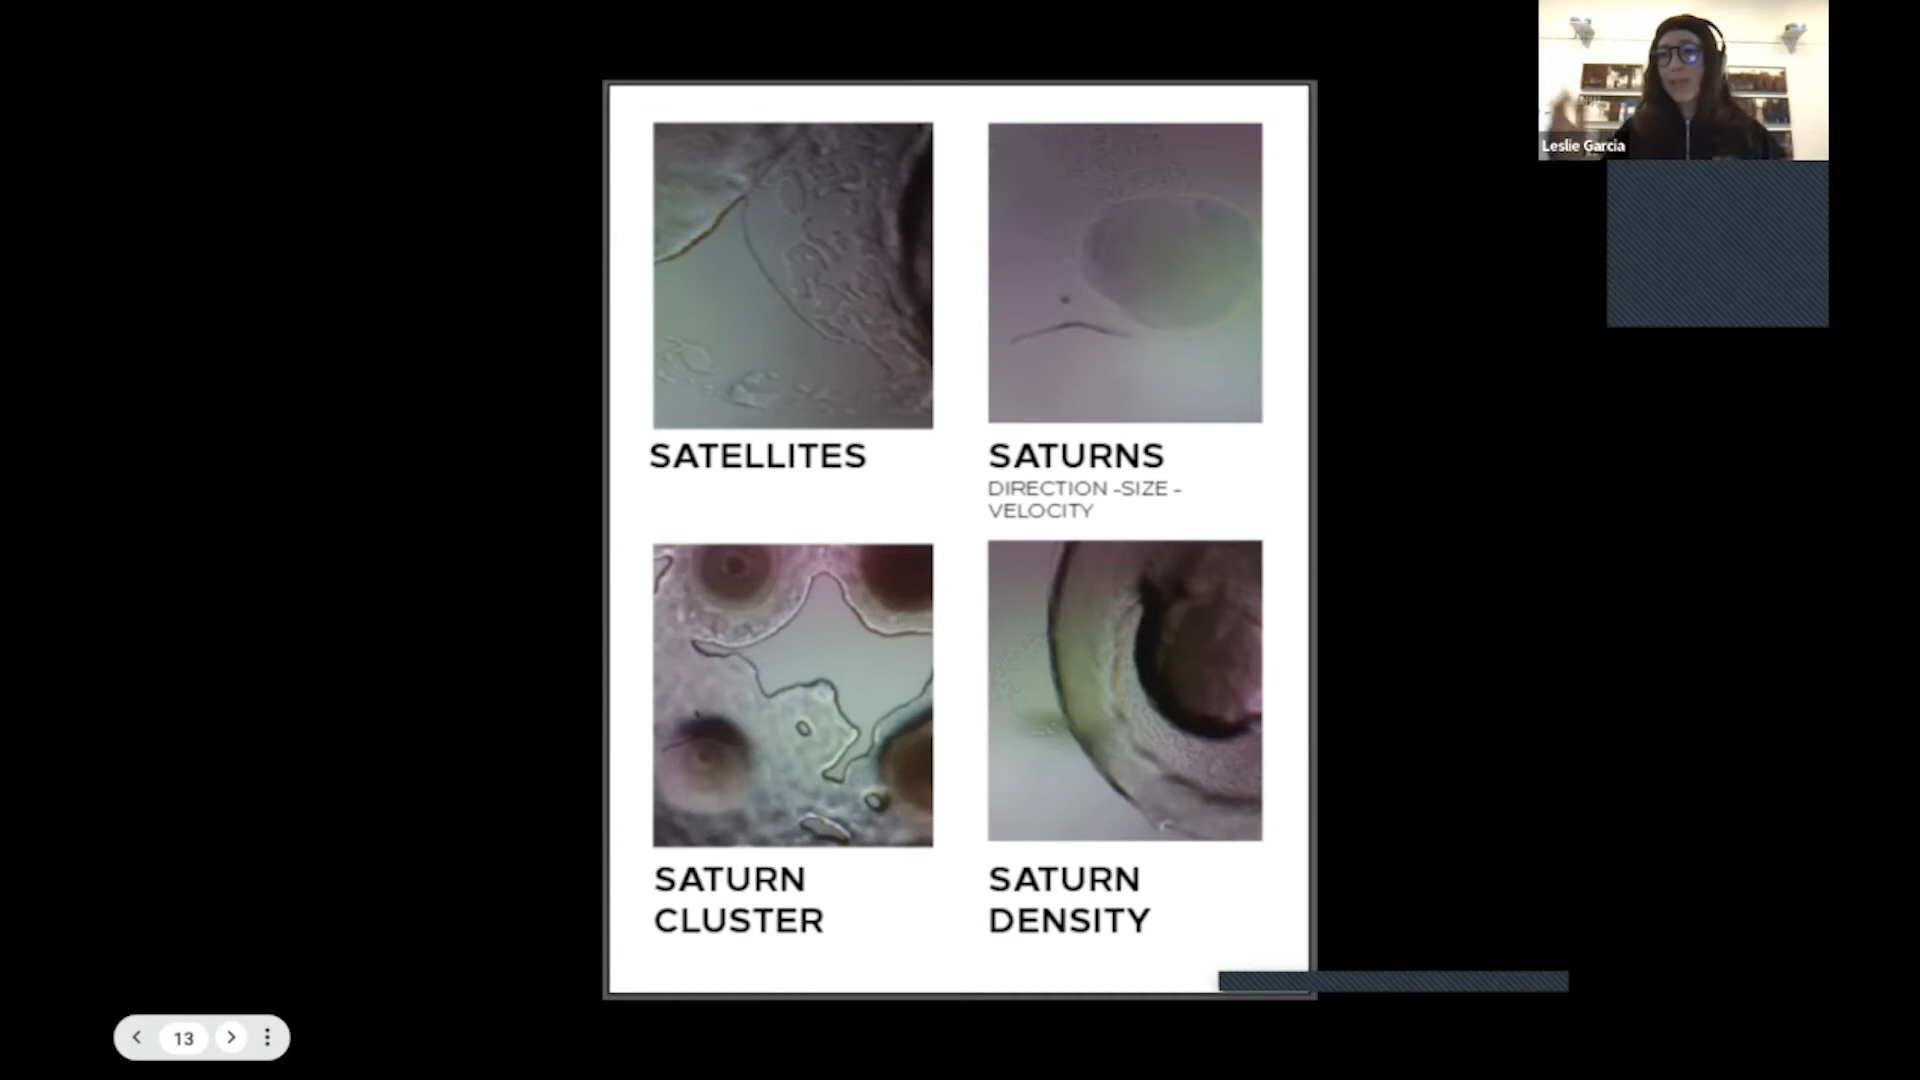 Leslie Garcia
SATELLITES
SATURNS
DIRECTION -SIZE -
VELOCITY
SATURN
CLUSTER
SATURN
DENSITY
13